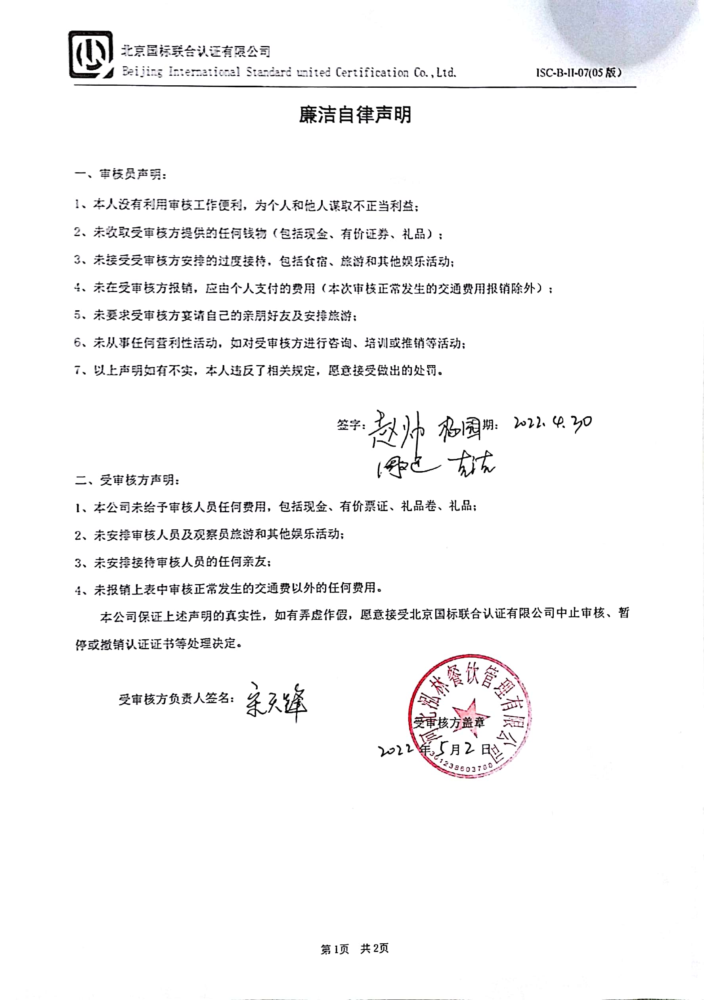 北京国标联合认证有限公司
Beijing International Standard united Certification Co.,Ltd.
ISC-B-II-07(05版)
廉洁自律声明
一、审核员声明:
1、本人没有利用审核工作便利，为个人和他人谋取不正当利益;
2、未收取受审核方提供的任何钱物（包括现金、有价证券、礼品）;
3、未接受受审核方安排的过度接待，包括食宿、旅游和其他娱乐活动;
4、未在受审核方报销，应由个人支付的费用（本次审核正常发生的交通费用报销除外）;
5、未要求受审核方宴请自己的亲朋好友及安排旅游;
6、未从事任何营利性活动，如对受审核方进行咨询、培训或推销等活动;
7、以上声明如有不实，本人违反了相关规定，愿意接受做出的处罚。
签字: 赵帅 杨园 期: 2022.4.30
二、受审核方声明:
1、本公司未给予审核人员任何费用，包括现金、有价票证、礼品卷、礼品;
2、未安排审核人员及观察员旅游和其他娱乐活动;
3、未安排接待审核人员的任何亲友;
4、未报销上表中审核正常发生的交通费以外的任何费用。
本公司保证上述声明的真实性，如有弄虚作假，愿意接受北京国标联合认证有限公司中止审核、暂
停或撤销认证证书等处理决定。
河北泓林餐饮管理有限公司
受审核方负责人签名: 宋天锋
受审核方盖章
2022年5月2日
第1页 共2页